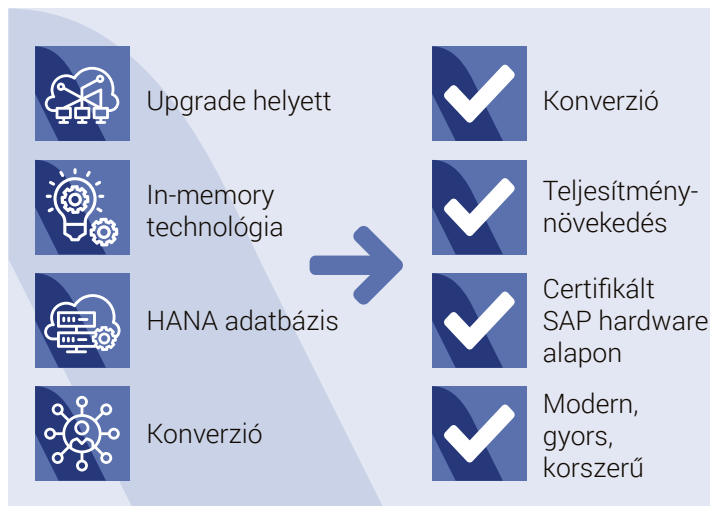 Upgrade helyett
In-memory
technológia
HANA adatbázis
Konverzió
Konverzió
Teljesítmény-
növekedés
Certifikált
SAP hardware
alapon
Modern,
gyors,
korszerű